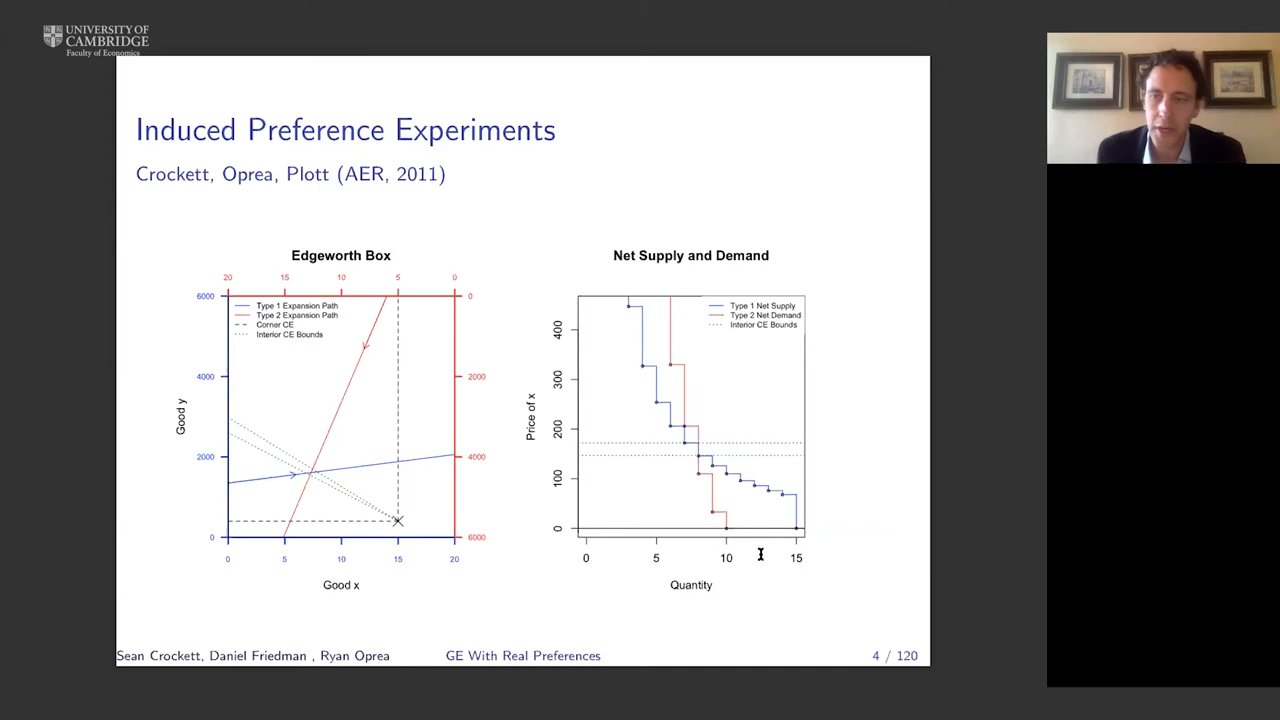 UNIVERSITY OF
CAMBRIDGE
Faculty of Economics
Induced Preference Experiments
Crockett, Oprea, Plott (AER, 2011)
Edgeworth Box
20 15 10 5 0
6000
4000
2000
0
0
2000
4000
6000
Type 1 Expansion Path
Type 2 Expansion Path
Corner CE
Interior CE Bounds
Good y
0 5 10 15 20
Good x
Net Supply and Demand
Type 1 Net Supply
Type 2 Net Demand
Interior CE Bounds
400
300
200
100
0
Price of x
0 5 10 15
Quantity
Sean Crockett, Daniel Friedman , Ryan Oprea GE With Real Preferences 4 / 120